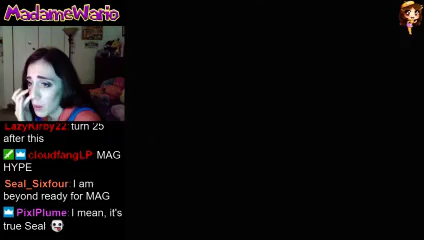 MadameWario
LazyKirby22 turn 25
after this
cloudfangLP MAG
HYPE
Seal_Sixfour: I am
beyond ready for MAG
PixlPlume: I mean, it's
true Seal